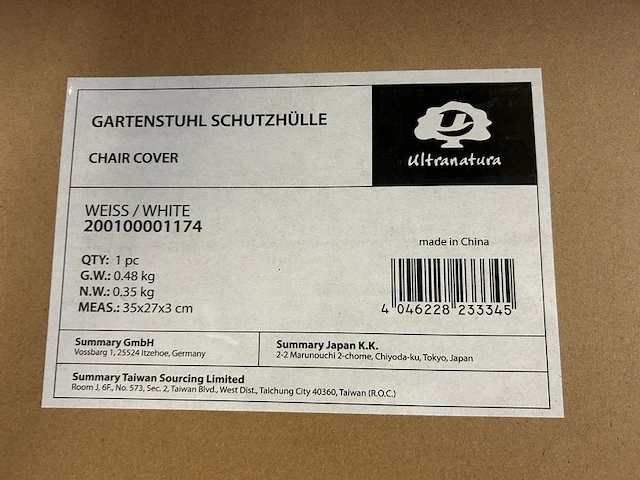 GARTENSTUHL SCHUTZHÜLLE
CHAIR COVER
Ultranatura
WEISS / WHITE
200100001174
made in China
QTY: 1 pc
G.W.: 0.48 kg
N.W.: 0.35 kg
MEAS.: 35x27x3 cm
4 046228 233345
Summary GmbH
Vossbarg 1, 25524 Itzehoe, Germany
Summary Japan K.K.
2-2 Marunouchi 2-chome, Chiyoda-ku, Tokyo, Japan
Summary Taiwan Sourcing Limited
Room J, 6F., No. 573, Sec. 2, Taiwan Blvd., West Dist., Taichung City 40360, Taiwan (R.O.C.)